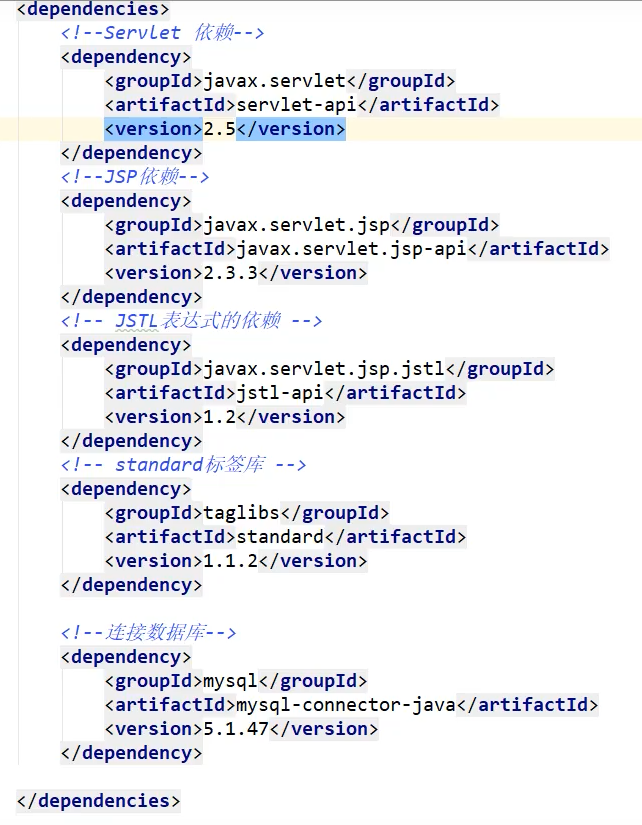 <dependencies>
<!--Servlet 依赖-->
<dependency>
<groupId>javax.servlet</groupId>
<artifactId>servlet-api</artifactId>
<version>2.5</version>
</dependency>
<!--JSP依赖-->
<dependency>
<groupId>javax.servlet.jsp</groupId>
<artifactId>javax.servlet.jsp-api</artifactId>
<version>2.3.3</version>
</dependency>
<!-- JSTL表达式的依赖 -->
<dependency>
<groupId>javax.servlet.jsp.jstl</groupId>
<artifactId>jstl-api</artifactId>
<version>1.2</version>
</dependency>
<!-- standard标签库 -->
<dependency>
<groupId>taglibs</groupId>
<artifactId>standard</artifactId>
<version>1.1.2</version>
</dependency>
<!--连接数据库-->
<dependency>
<groupId>mysql</groupId>
<artifactId>mysql-connector-java</artifactId>
<version>5.1.47</version>
</dependency>
</dependencies>